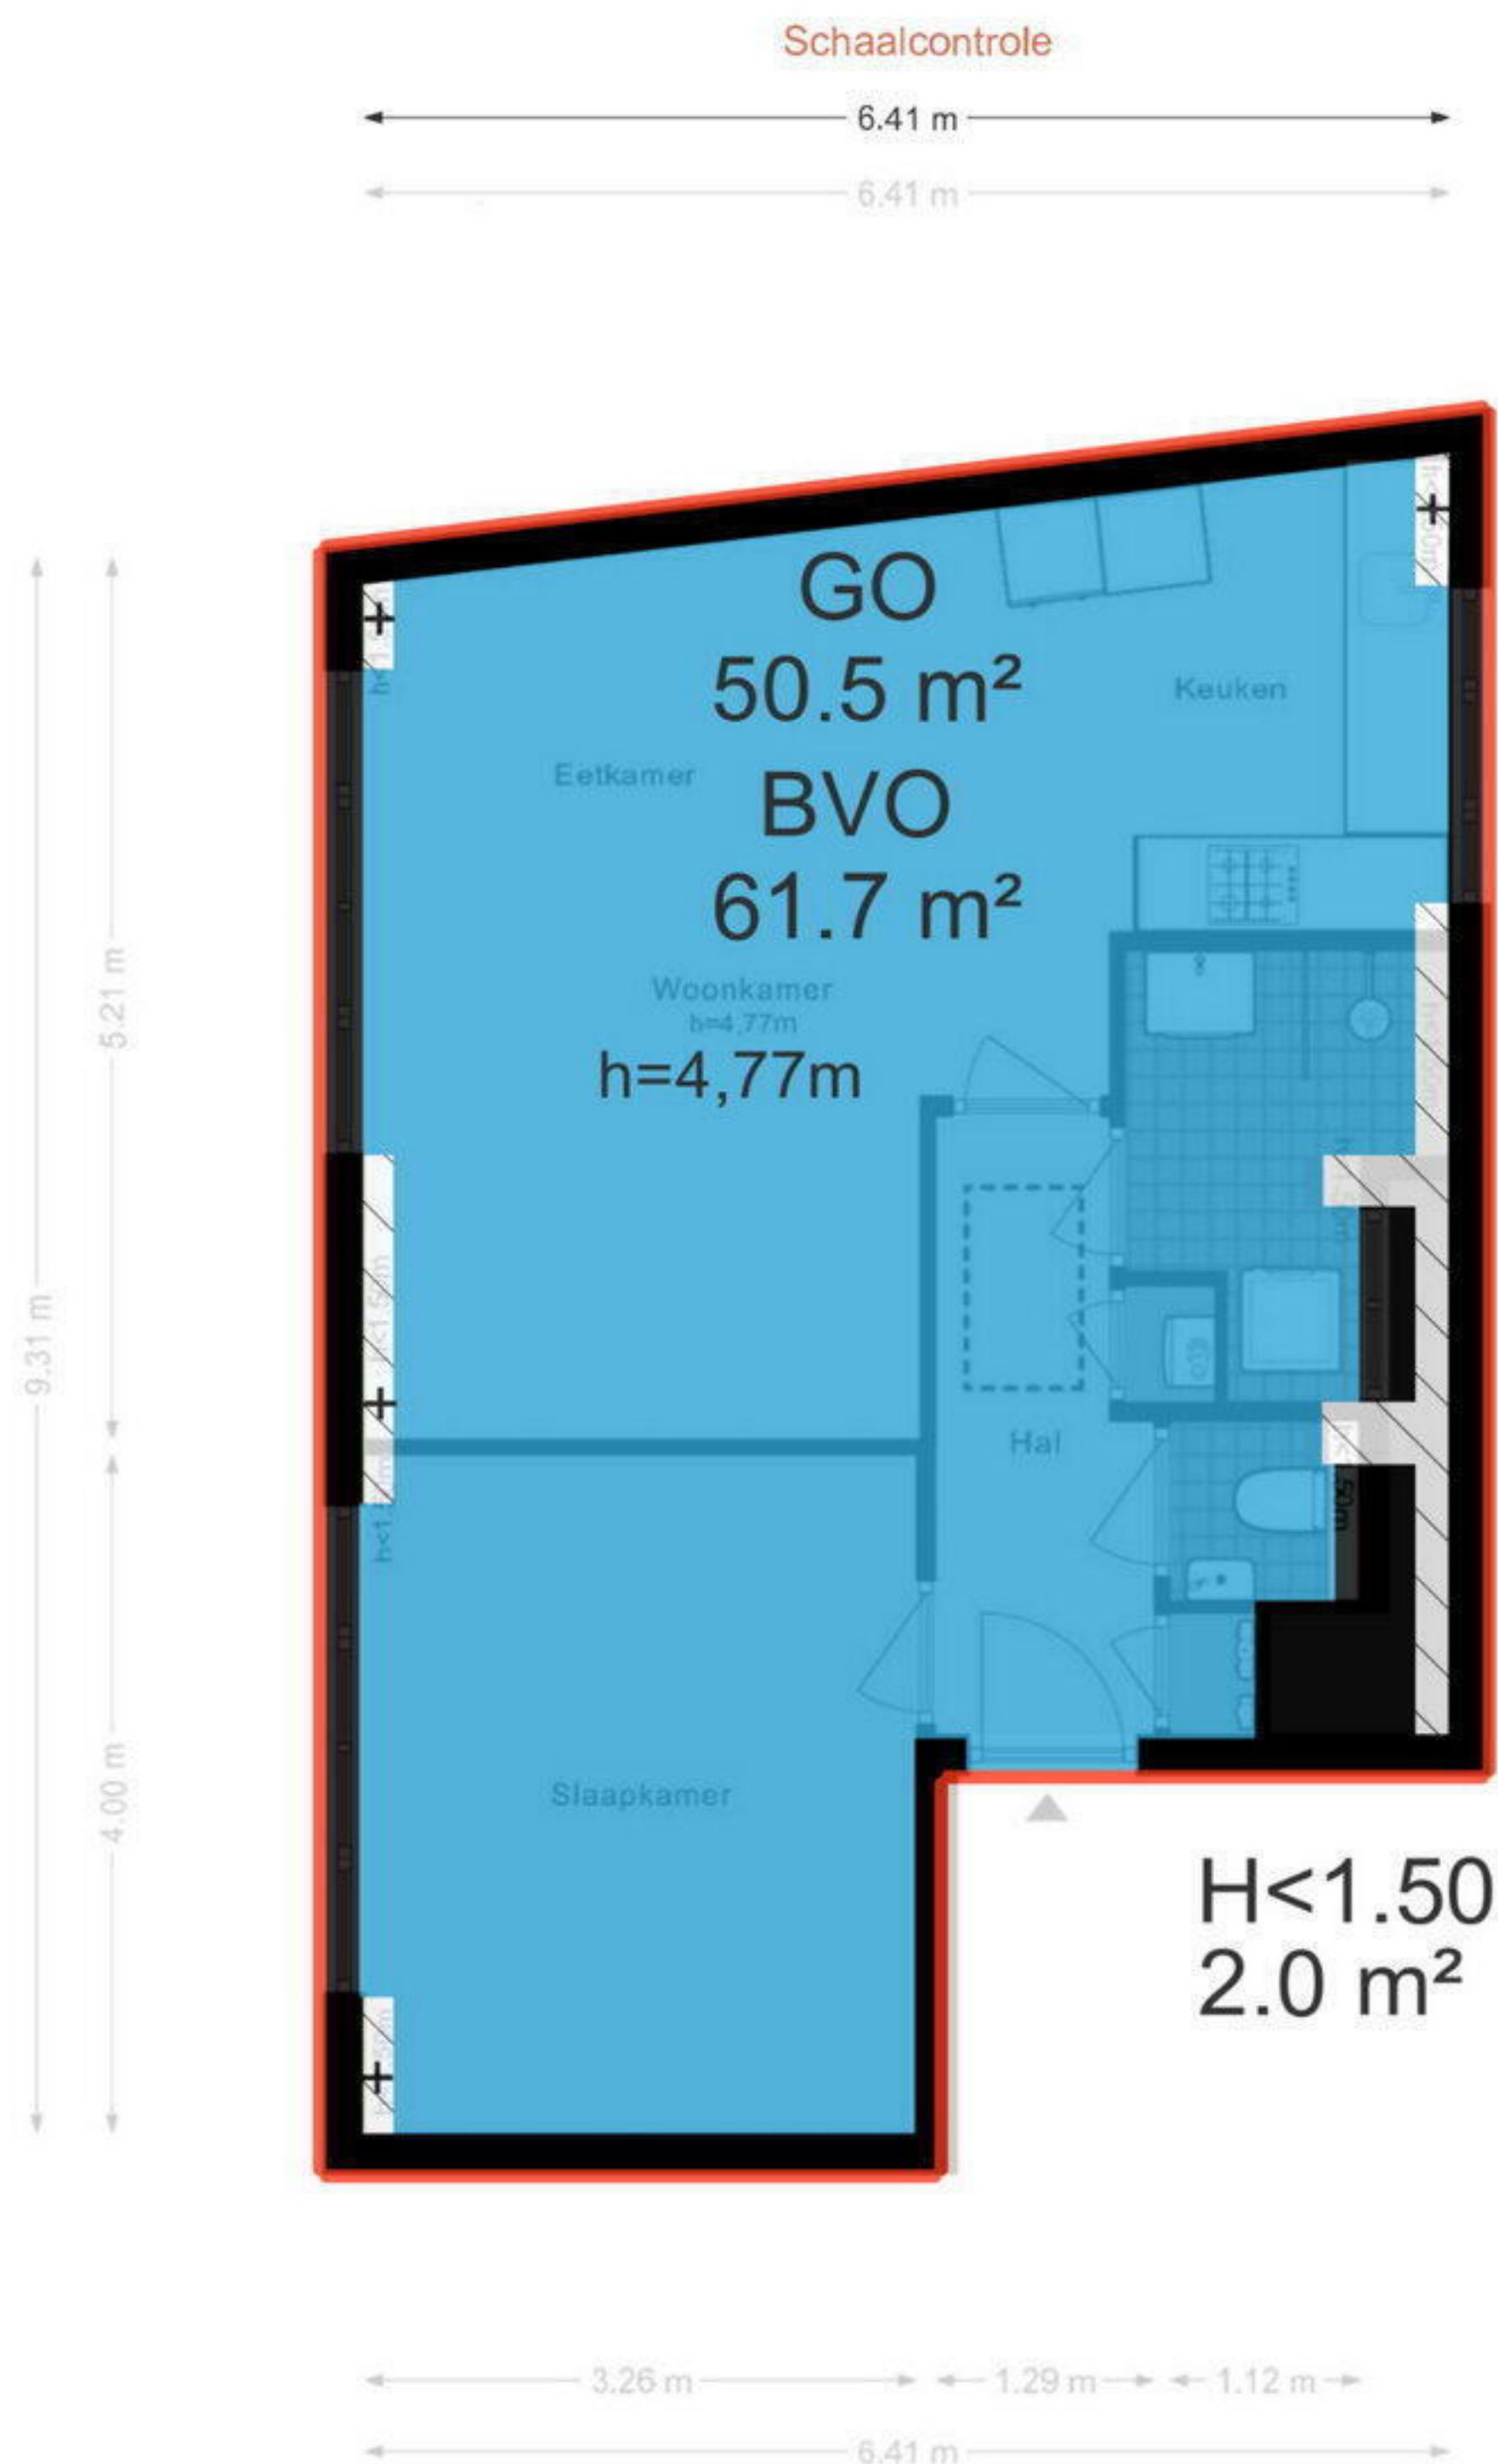 Schaalcontrole
6.41 m
6.41 m
GO
50.5 m²
Keuken
Eetkamer
BVO
61.7 m²
5.21 m
Woonkamer
h=4,77m
h=4,77m
9.31 m
h<1.5
Hal
4.00 m
Slaapkamer
H<1.50
2.0 m²
3.26 m
1.29 m
1.12 m
6.41 m